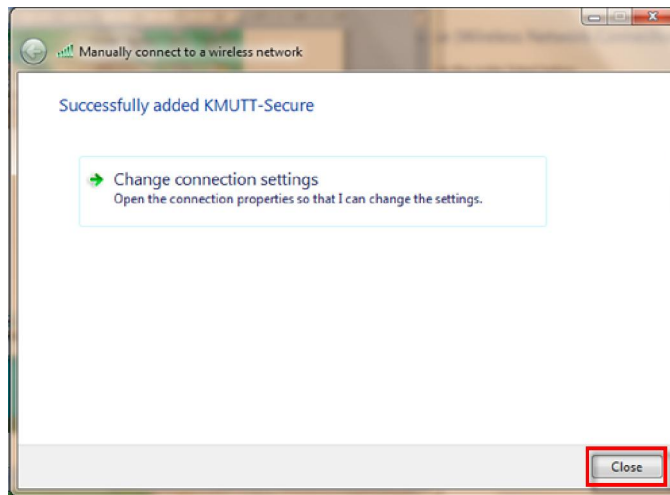 Manually connect to a wireless network
Successfully added KMUTT-Secure
Change connection settings
Open the connection properties so that I can change the settings.
Close